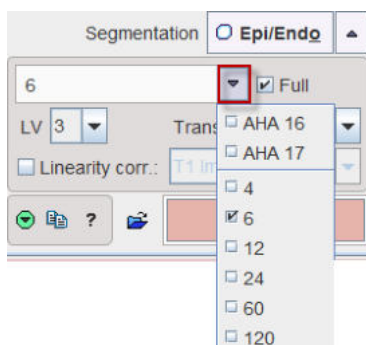 Segmentation Epi/Endo
6 Full
LV 3 Trans
AHA 16
AHA 17
Linearity corr.: T1 Im
4
6
?
12
24
60
120